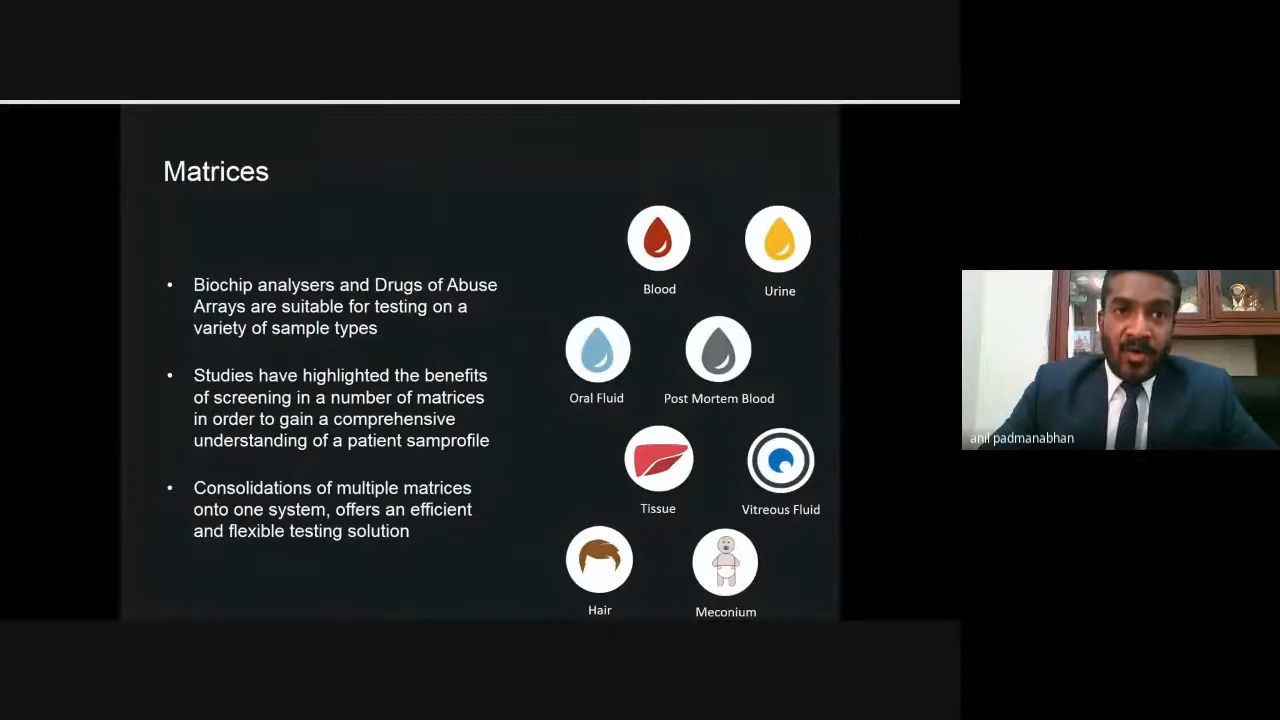 Matrices
• Biochip analysers and Drugs of Abuse
Arrays are suitable for testing on a
variety of sample types
• Studies have highlighted the benefits
of screening in a number of matrices
in order to gain a comprehensive
understanding of a patient samprofile
• Consolidations of multiple matrices
onto one system, offers an efficient
and flexible testing solution
Blood
Urine
Oral Fluid
Post Mortem Blood
Tissue
Vitreous Fluid
Hair
Meconium
anil padmanabhan